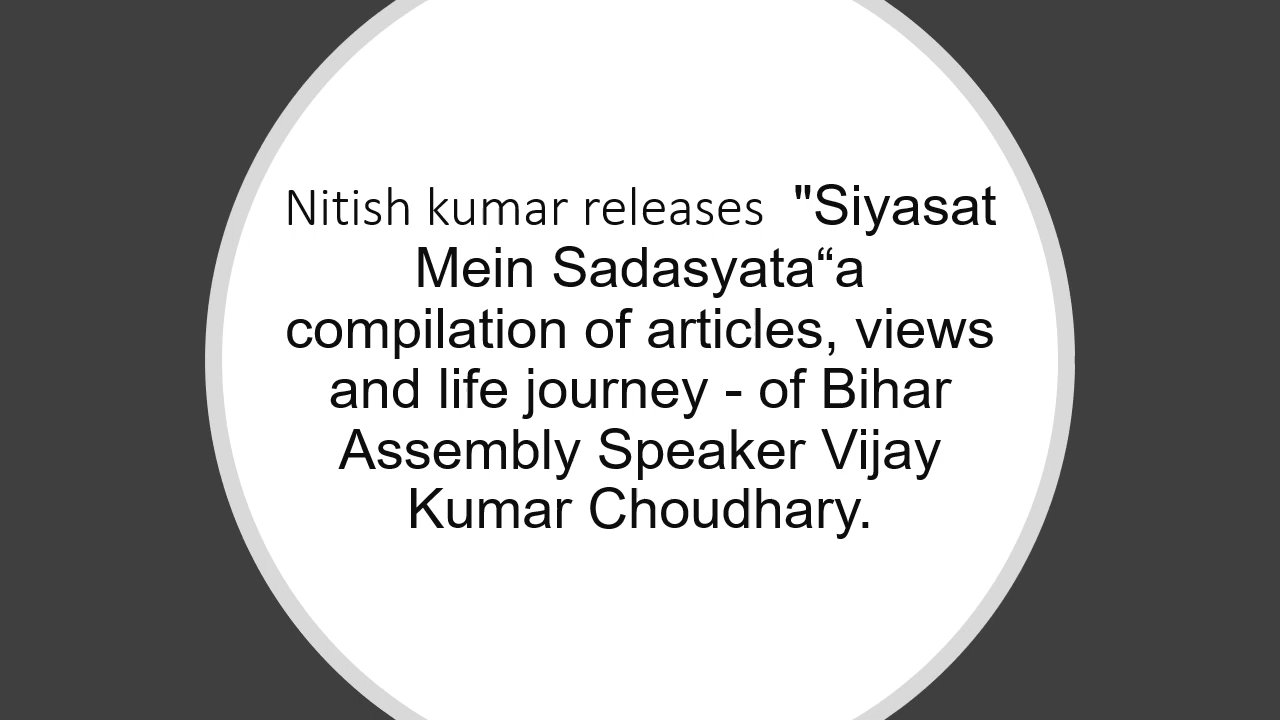 Nitish kumar releases  "Siyasat
Mein Sadasyata“a
compilation of articles, views
and life journey - of Bihar
Assembly Speaker Vijay
Kumar Choudhary.